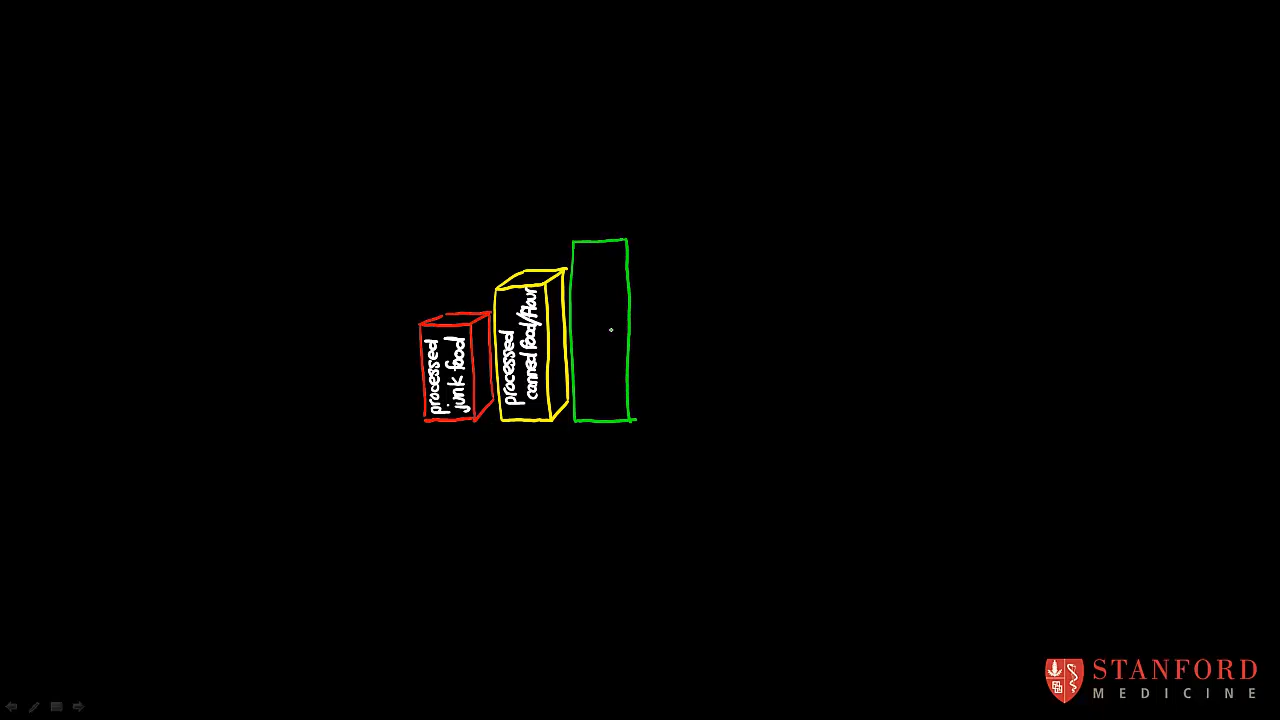 processed
junk food
processed
canned food/flour
STANFORD
MEDICINE